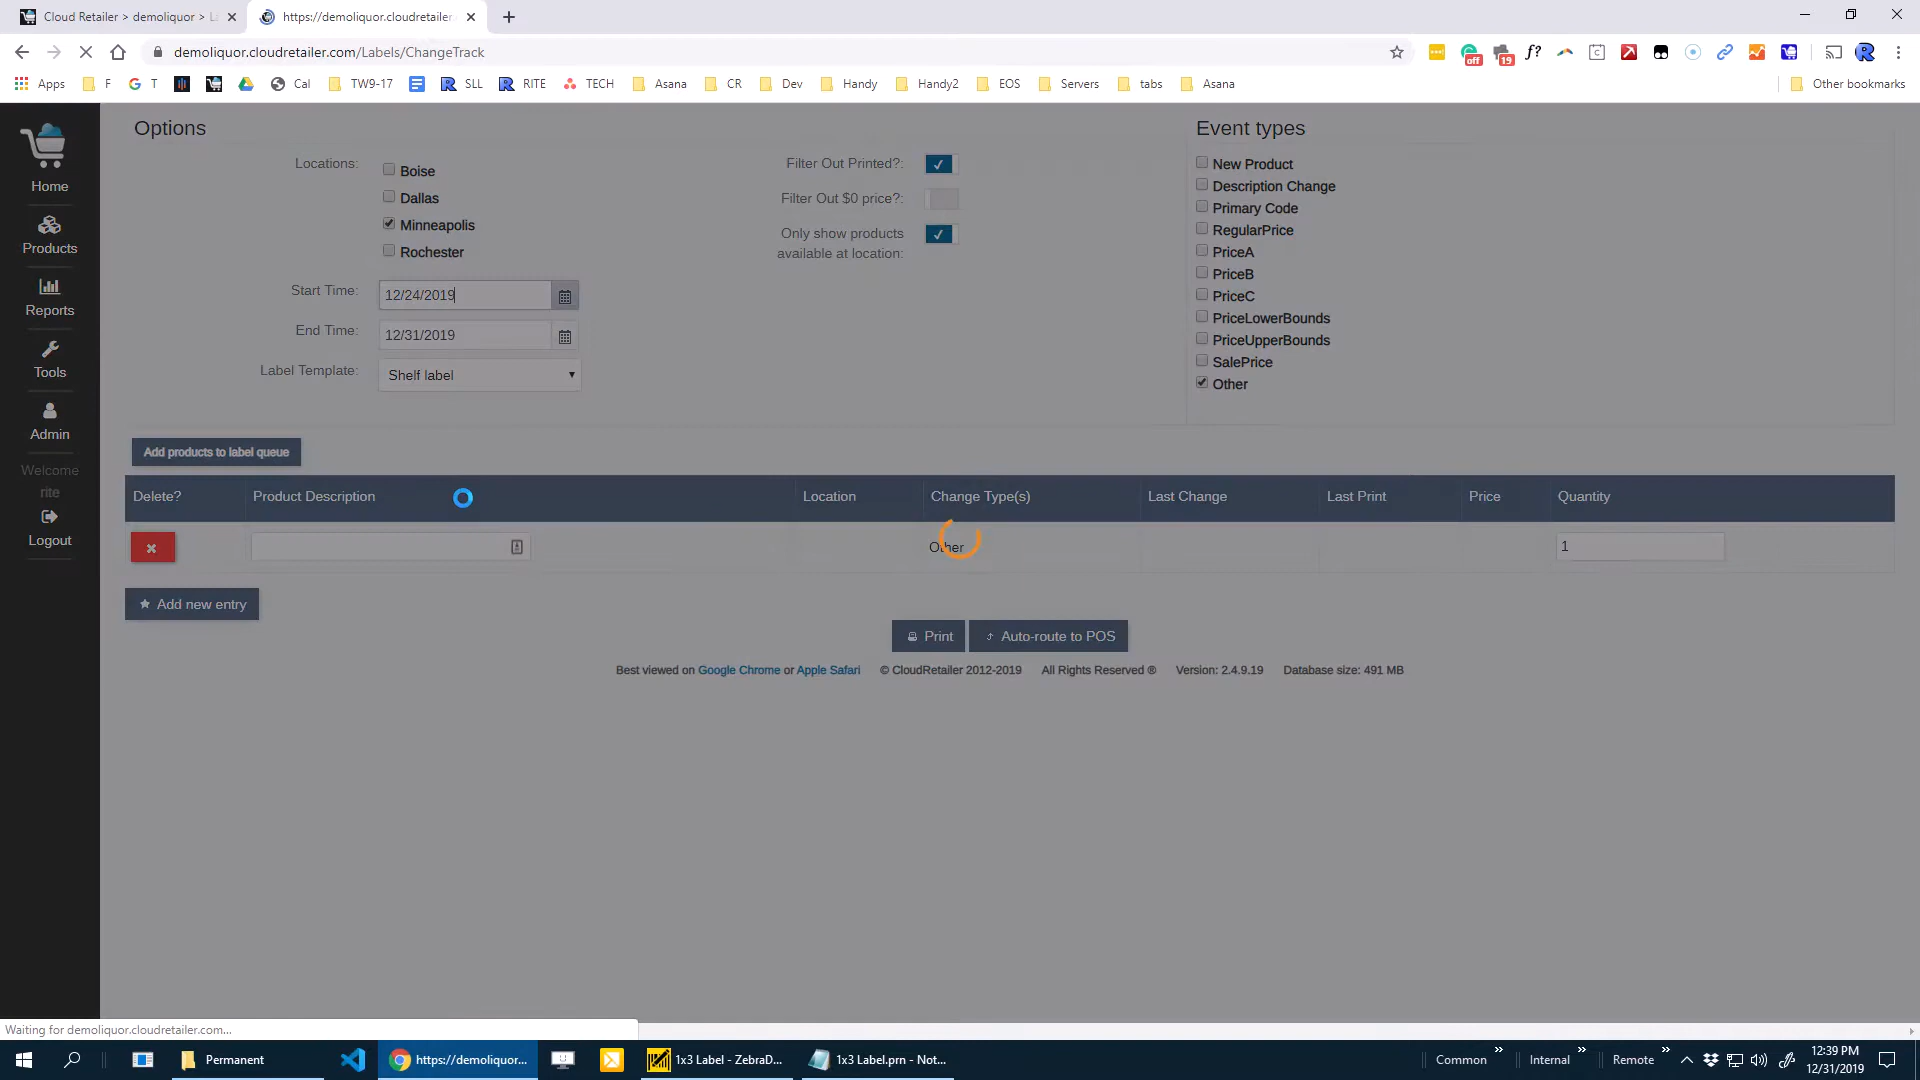 Cloud Retailer > demoliquor > L
https://demoliquor.cloudretailer
demoliquor.cloudretailer.com/Labels/ChangeTrack
off
19
f?
Apps
F
T
Cal
TW9-17
SLL
RITE
TECH
Asana
CR
Dev
Handy
Handy2
EOS
Servers
tabs
Asana
Other bookmarks
Home
Products
Reports
Tools
Admin
Welcome
rite
Logout
Options
Locations:
Boise
Dallas
Minneapolis
Rochester
Start Time:
12/24/2019
End Time:
12/31/2019
Label Template:
Shelf label
Filter Out Printed?:
Filter Out $0 price?:
Only show products
available at location:
Event types
New Product
Description Change
Primary Code
RegularPrice
PriceA
PriceB
PriceC
PriceLowerBounds
PriceUpperBounds
SalePrice
Other
Add products to label queue
Delete? Product Description Location Change Type(s) Last Change Last Print Price Quantity
Other 1
Add new entry
Print
Auto-route to POS
Best viewed on Google Chrome or Apple Safari © CloudRetailer 2012-2019 All Rights Reserved ® Version: 2.4.9.19 Database size: 491 MB
Waiting for demoliquor.cloudretailer.com...
Permanent
https://demoliquor...
1x3 Label - ZebraD...
1x3 Label.prn - Not...
Common
Internal
Remote
12:39 PM
12/31/2019